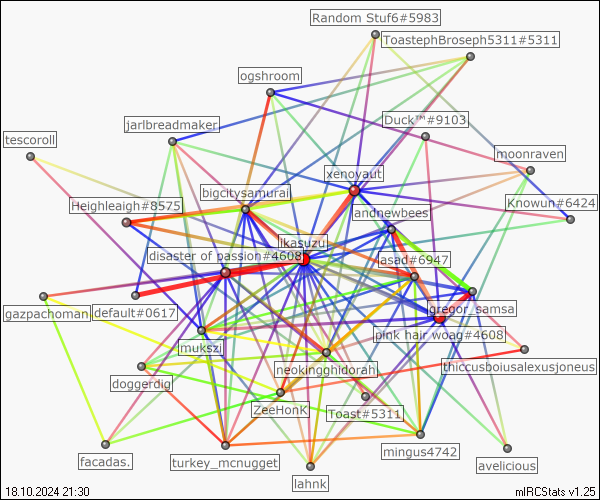 Random Stuf6#5983
ToastephBroseph5311#5311
ogshroom
Duck™#9103
jarlbreadmaker
tescoroll
moonraven
xenoyaut
bigcitysamurai
Heighleaigh#8575
Knowun#6424
andnewbees
lkasuzu
disaster of passion#4608
asad#6947
gazpachoman
default#0617
gregor_samsa
pink hair woag#4608
mukszi
neokingghidorah
thiccusboiusalexusjoneus
doggerdig
ZeeHonK
Toast#5311
mingus4742
facadas.
turkey_mcnugget
avelicious
lahnk
18.10.2024 21:30
mIRCStats v1.25